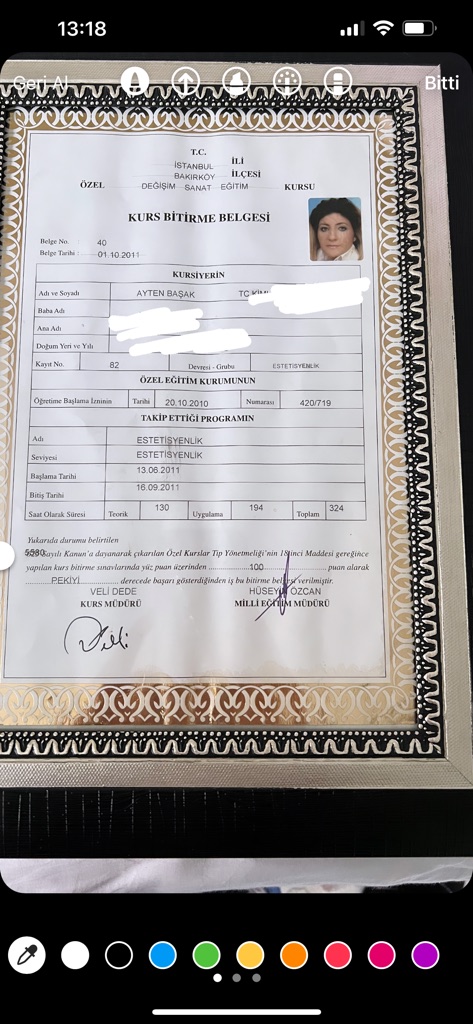 13:18
Geri Al
Bitti
T.C.
İSTANBUL İLİ
BAKIRKÖY İLÇESİ
ÖZEL DEĞİŞİM SANAT EĞİTİM KURSU
KURS BİTİRME BELGESİ
Belge No. 40
Belge Tarihi : 01.10.2011
KURSİYERİN
Adı ve Soyadı AYTEN BAŞAK TC KİM
Baba Adı
Ana Adı
Doğum Yeri ve Yılı
Kayıt No. 82 Devresi - Grubu ESTETİSYENLİK
ÖZEL EĞİTİM KURUMUNUN
Öğretime Başlama İzninin Tarihi 20.10.2010 Numarası 420/719
TAKİP ETTİĞİ PROGRAMIN
Adı ESTETİSYENLİK
Seviyesi ESTETİSYENLİK
Başlama Tarihi 13.06.2011
Bitiş Tarihi 16.09.2011
Saat Olarak Süresi Teorik 130 Uygulama 194 Toplam 324
Yukarıda durumu belirtilen
5580 Sayılı Kanun'a dayanarak çıkarılan Özel Kurslar Tip Yönetmeliği'nin 18'inci Maddesi gereğince
yapılan kurs bitirme sınavlarında yüz puan üzerinden 100 puan alarak
PEKİYİ derecede başarı gösterdiğinden iş bu bitirme belgesi verilmiştir.
VELİ DEDE HÜSEYİN ÖZCAN
KURS MÜDÜRÜ MİLLİ EĞİTİM MÜDÜRÜ